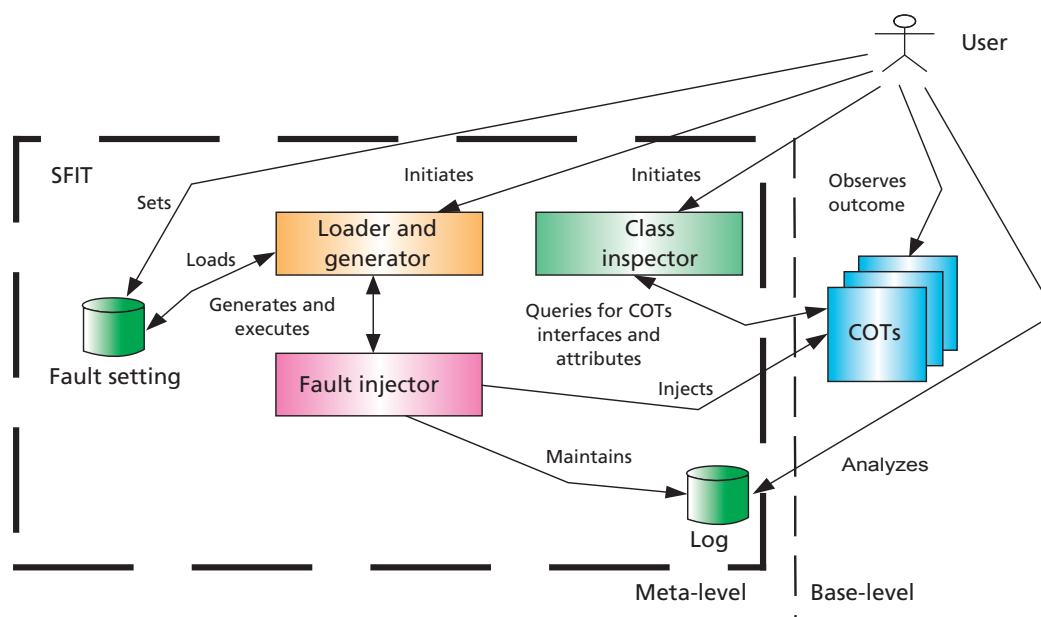 User
SFIT
Sets
Initiates
Initiates
Observes
outcome
Loader and
generator
Class
inspector
Loads
Generates and
executes
Queries for COTs
interfaces and
attributes
COTs
Fault setting
Fault injector
Injects
Maintains
Analyzes
Log
Meta-level
Base-level